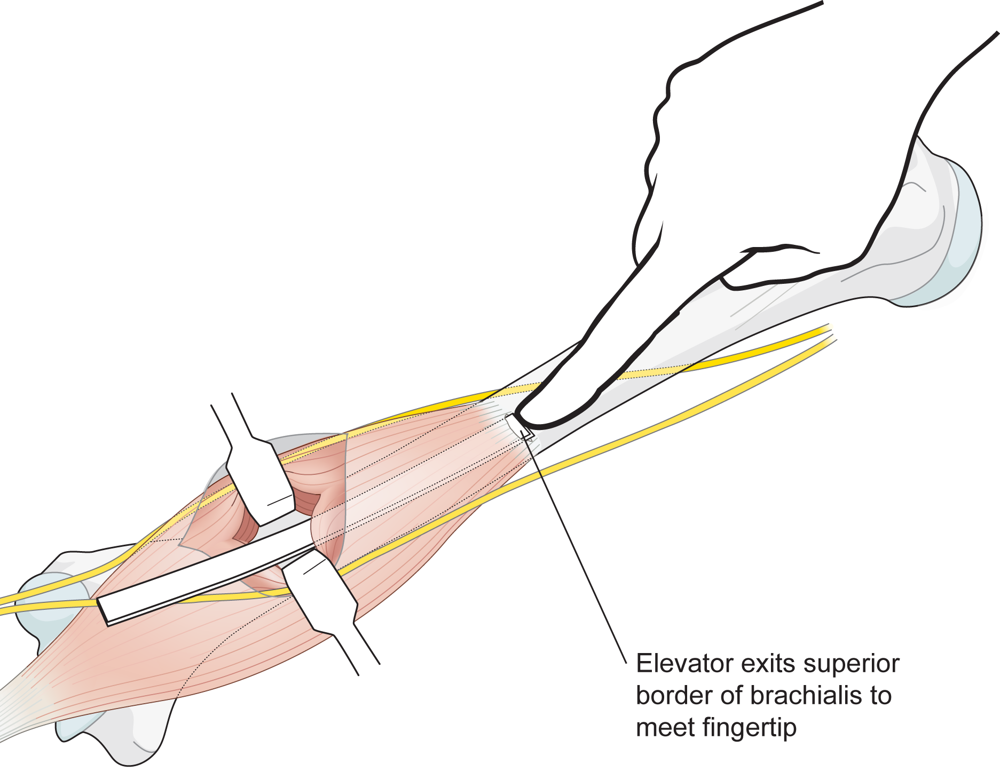 Elevator exits superior
border of brachialis to
meet fingertip